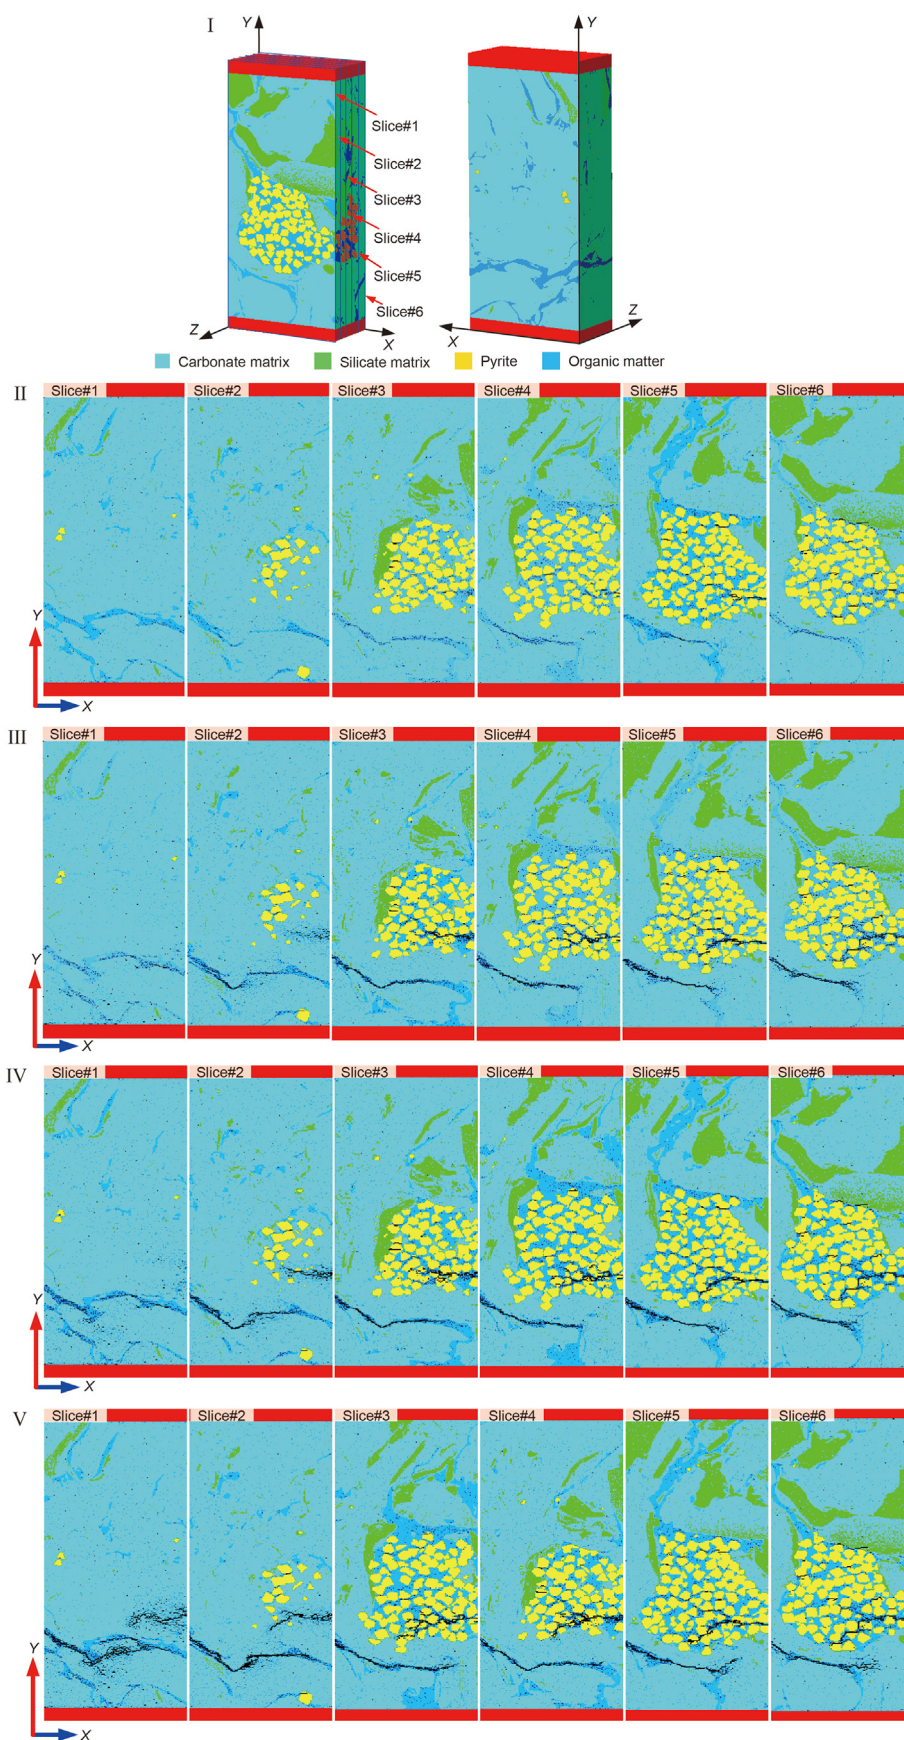 I
Y
Slice#1
Slice#2
Slice#3
Slice#4
Slice#5
Slice#6
Z
X
Z
X
Y
Carbonate matrix
Silicate matrix
Pyrite
Organic matter
II
Slice#1
Slice#2
Slice#3
Slice#4
Slice#5
Slice#6
Y
X
III
Slice#1
Slice#2
Slice#3
Slice#4
Slice#5
Slice#6
Y
X
IV
Slice#1
Slice#2
Slice#3
Slice#4
Slice#5
Slice#6
Y
X
V
Slice#1
Slice#2
Slice#3
Slice#4
Slice#5
Slice#6
Y
X